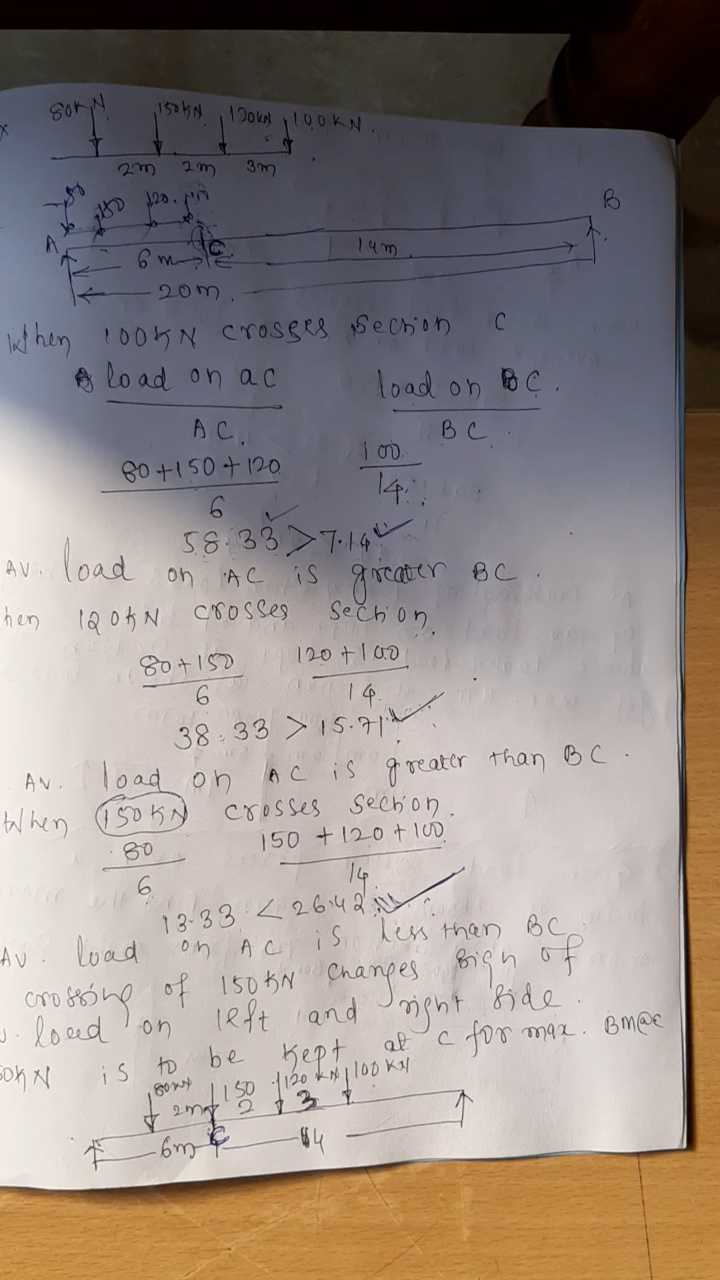 80KN 150KN 120KN 100KN.
2m 2m 3m
80 120.
A C B
6m 14m
20m.
When 100KN crosses section C
load on ac load on BC.
AC. BC
80+150+120 100
6 14
58.33 > 7.14
Av. load on AC is greater BC.
hen 120KN crosses section.
80+150 120+100
6 14
38.33 > 15.71
Av. load on AC is greater than BC.
When 150KN crosses section.
80 150+120+100
6 14
13.33 < 26.42
Av. load on AC is less than BC
crossing of 150KN changes sign of
. load on left and right side.
0KN is to be kept at C for max. BM@C
80KN 150 120KN 100KN
2m 2 3
6m C 14